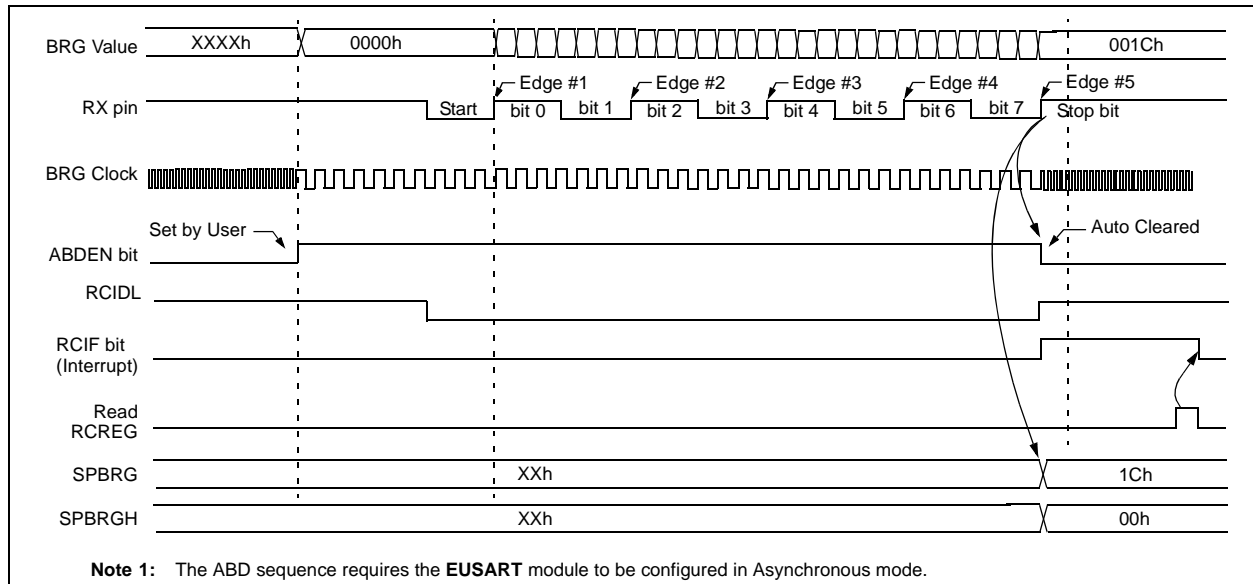 BRG Value XXXXh 0000h 001Ch
Edge #1 Edge #2 Edge #3 Edge #4 Edge #5
RX pin Start bit 0 bit 1 bit 2 bit 3 bit 4 bit 5 bit 6 bit 7 Stop bit
BRG Clock
Set by User Auto Cleared
ABDEN bit
RCIDL
RCIF bit
(Interrupt)
Read
RCREG
SPBRG XXh 1Ch
SPBRGH XXh 00h
Note 1: The ABD sequence requires the EUSART module to be configured in Asynchronous mode.